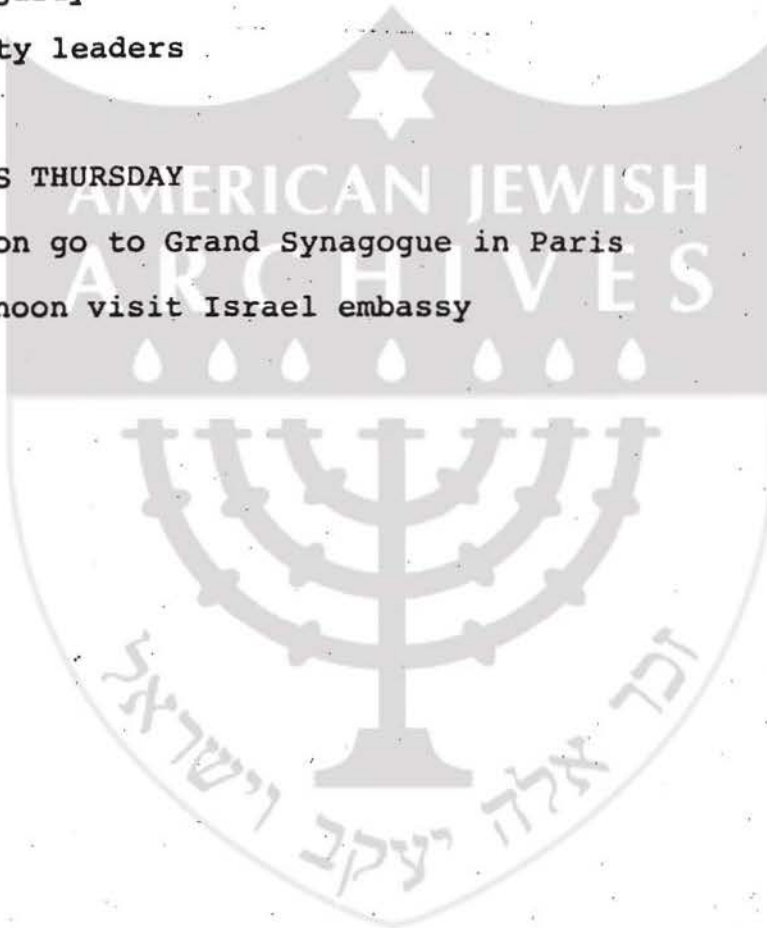 ty leaders
S THURSDAY
AMERICAN JEWISH
on go to Grand Synagogue in Paris
ARCHIVES
noon visit Israel embassy
זכר אלה יעקב וישראל